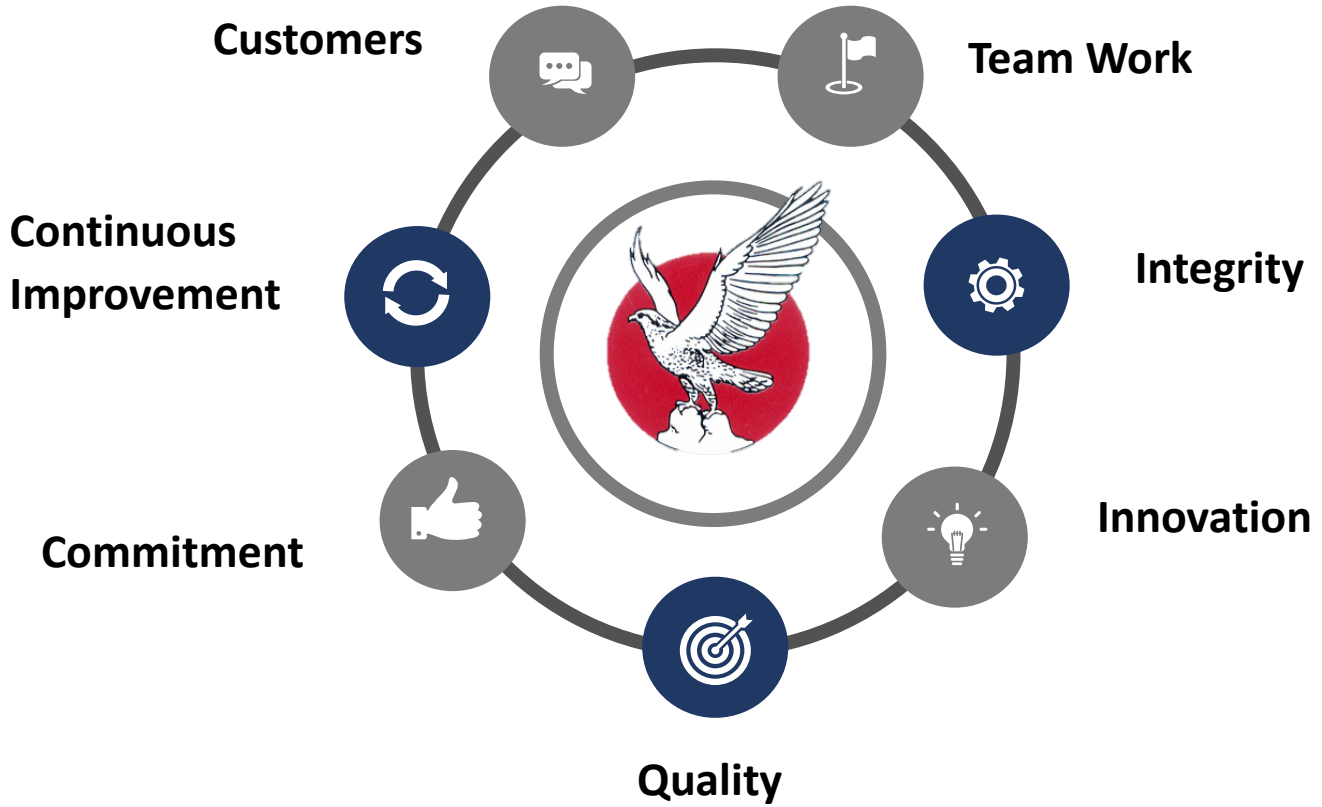 Customers
Team Work
Continuous
Improvement
Integrity
Commitment
Innovation
Quality